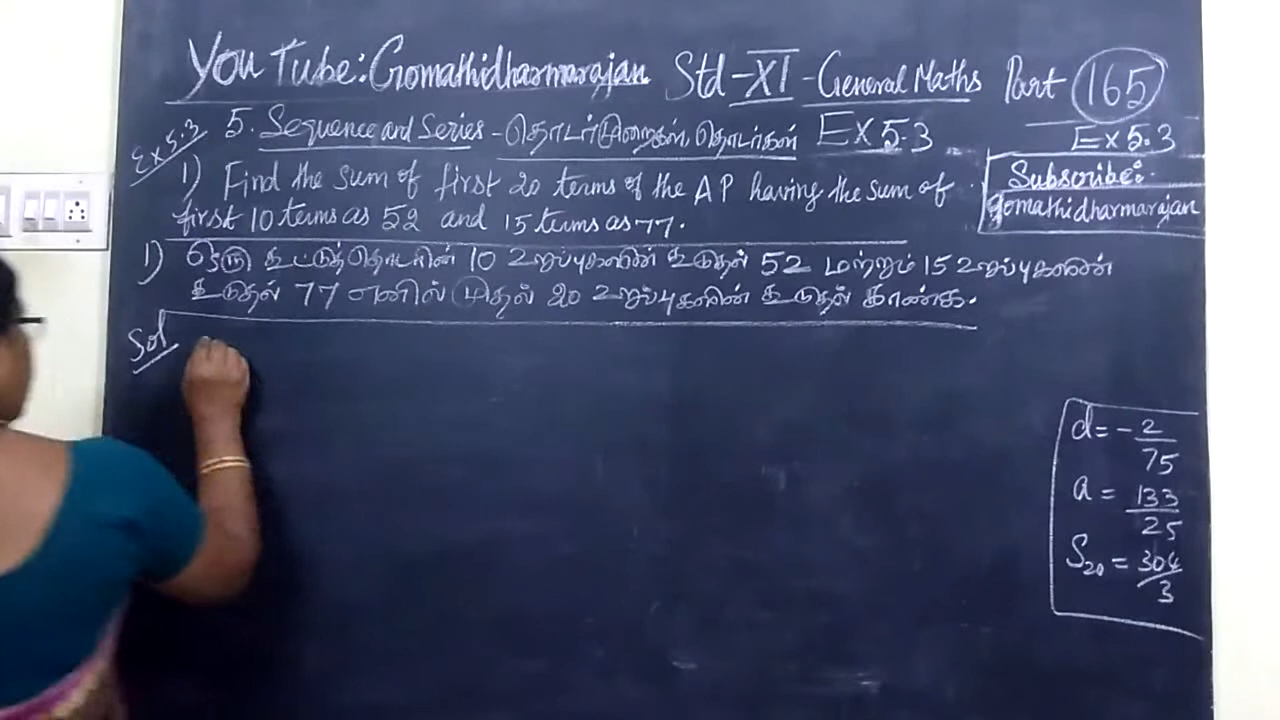 You Tube: Gomathidharmarajan Std-XI-General Maths Part 165
Ex 5.3
5. Sequence and Series - தொடர் முறைகள், தொடர்கள் EX 5.3
Ex 5.3
Subscribe:
gomathidharmarajan
1) Find the sum of first 20 terms of the AP having the sum of
first 10 terms as 52 and 15 terms as 77.
1) ஒரு கூட்டுத்தொடரின் 10 உறுப்புகளின் கூடுதல் 52 மற்றும் 15 உறுப்புகளின்
கூடுதல் 77 எனில் முதல் 20 உறுப்புகளின் கூடுதல் காண்க.
Sol
d = - 2/75
a = 133/25
S20 = 304/3